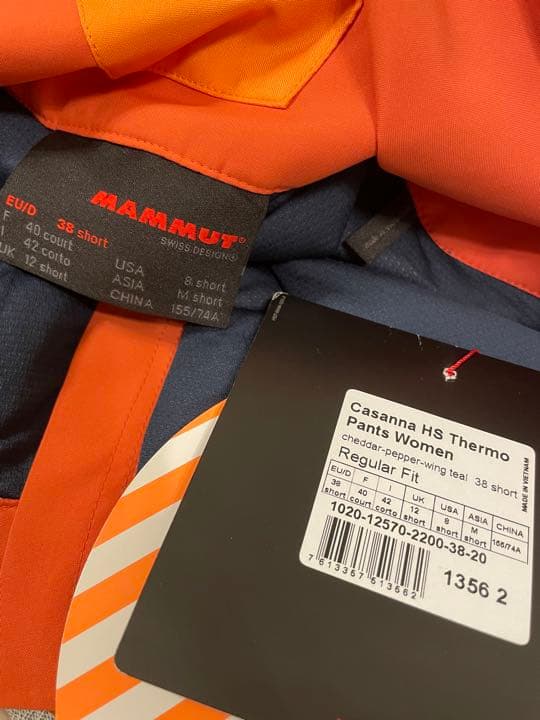 MAMMUT®
SWISS DESIGN
EU/D 38 short
F 40 court
I 42 corto
UK 12 short
USA 8 short
ASIA M short
CHINA 155/74A
Casanna HS Thermo
Pants Women
cheddar-pepper-wing teal 38 short
Regular Fit
MADE IN VIETNAM
EU/D F I UK USA ASIA CHINA
38 40 42 12 8 M 155/74A
short court corto short short short
1020-12570-2200-38-20
7 613357 513562
1356 2